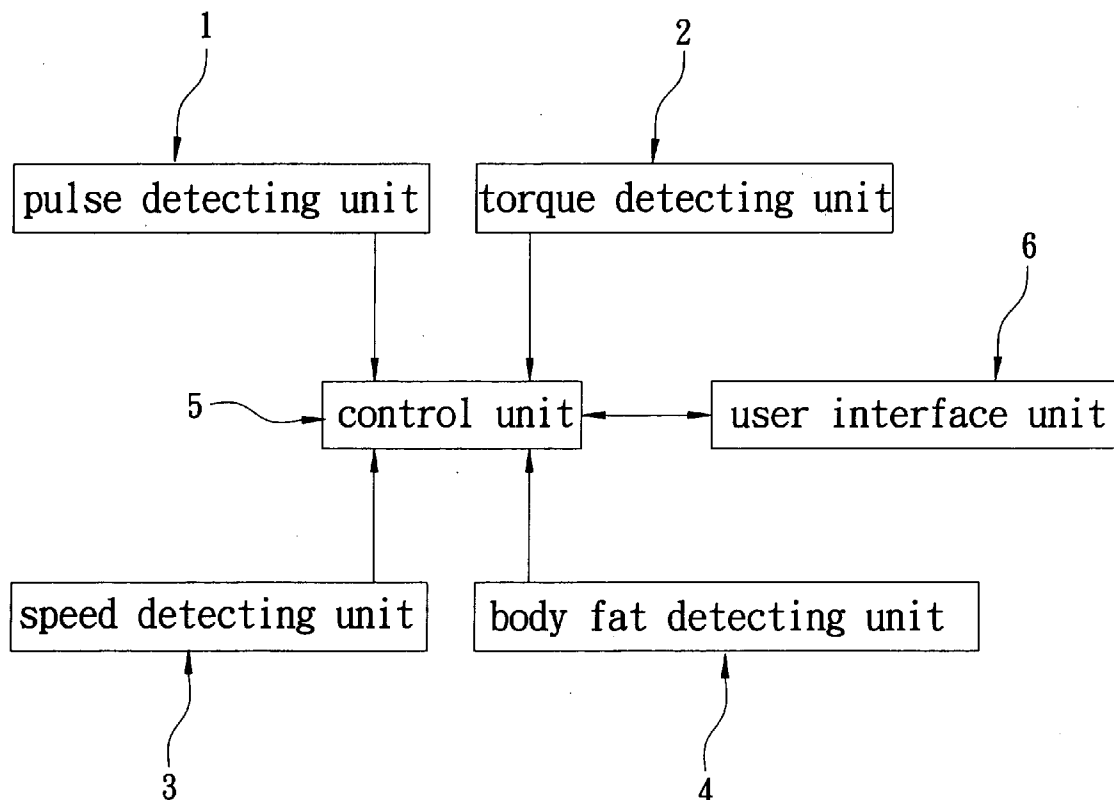 1
2
pulse detecting unit
torque detecting unit
6
5
control unit
user interface unit
speed detecting unit
body fat detecting unit
3
4